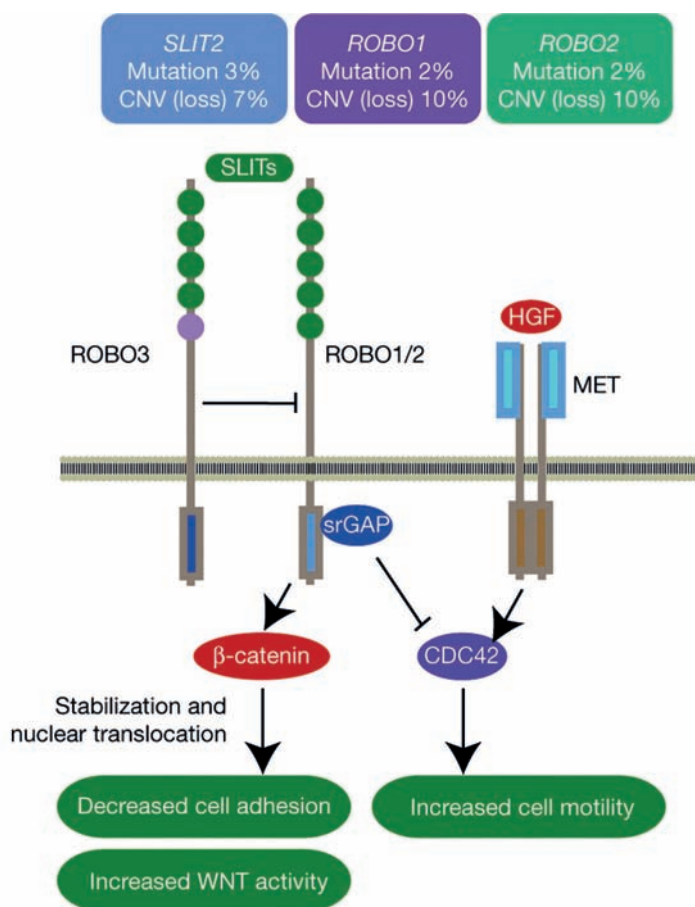 SLIT2
Mutation 3%
CNV (loss) 7%
ROBO1
Mutation 2%
CNV (loss) 10%
ROBO2
Mutation 2%
CNV (loss) 10%
SLITs
HGF
ROBO3
ROBO1/2
MET
srGAP
β-catenin
CDC42
Stabilization and
nuclear translocation
Decreased cell adhesion
Increased cell motility
Increased WNT activity